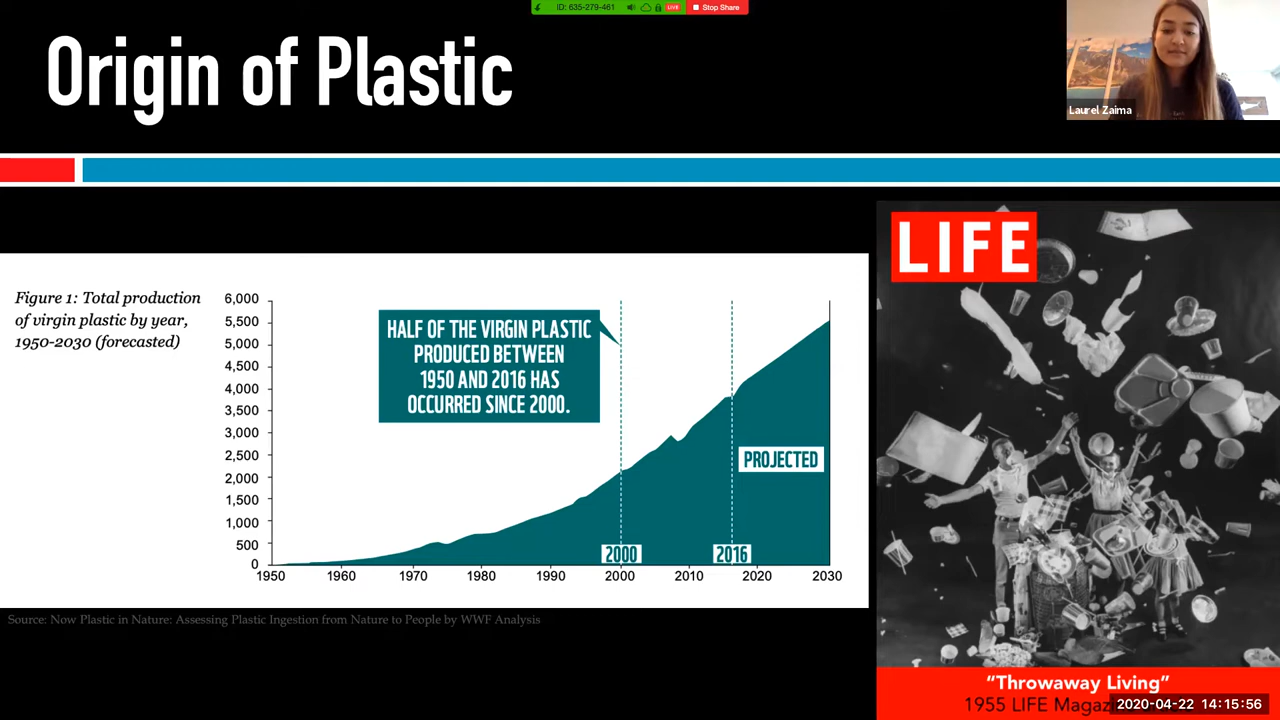 ID: 635-279-461
LIVE
Stop Share
Origin of Plastic
Laurel Zaima
Figure 1: Total production
of virgin plastic by year,
1950-2030 (forecasted)
6,000
5,500
5,000
4,500
4,000
3,500
3,000
2,500
2,000
1,500
1,000
500
0
HALF OF THE VIRGIN PLASTIC
PRODUCED BETWEEN
1950 AND 2016 HAS
OCCURRED SINCE 2000.
PROJECTED
2000
2016
1950
1960
1970
1980
1990
2000
2010
2020
2030
Source: Now Plastic in Nature: Assessing Plastic Ingestion from Nature to People by WWF Analysis
LIFE
“Throwaway Living”
1955 LIFE
2020-04-22 14:15:56